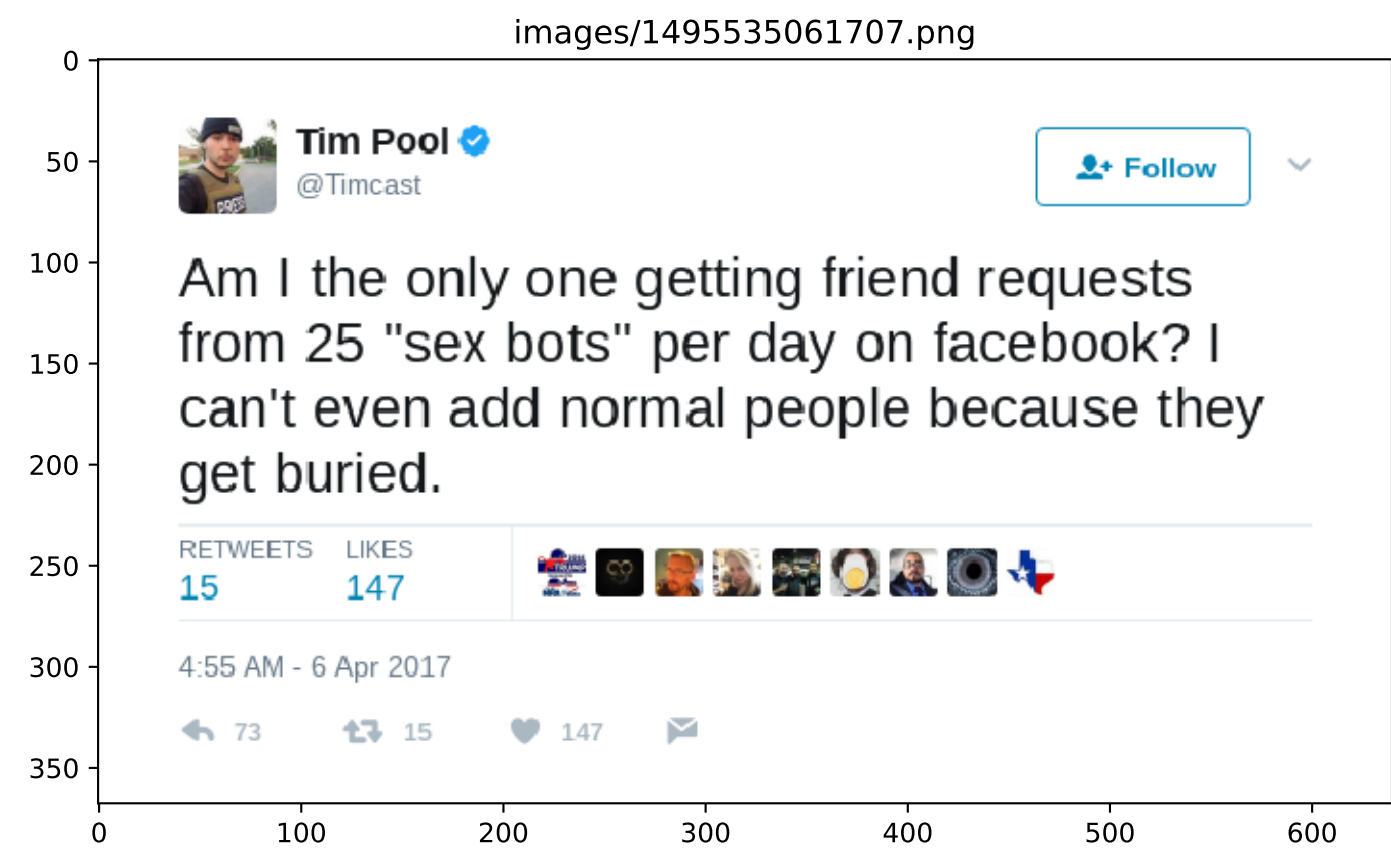 images/1495535061707.png
0
50
100
150
200
250
300
350
Tim Pool
@Timcast
Follow
Am I the only one getting friend requests
from 25 "sex bots" per day on facebook? I
can't even add normal people because they
get buried.
RETWEETS LIKES
15 147
TRUMP
4:55 AM - 6 Apr 2017
73 15 147
0 100 200 300 400 500 600